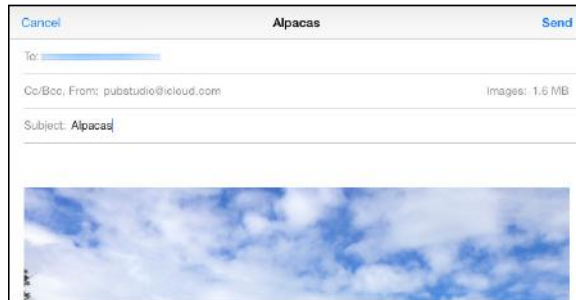 Cancel Alpacas Send
To:
Cc/Bcc, From: pubstudio@icloud.com Images: 1.6 MB
Subject: Alpacas